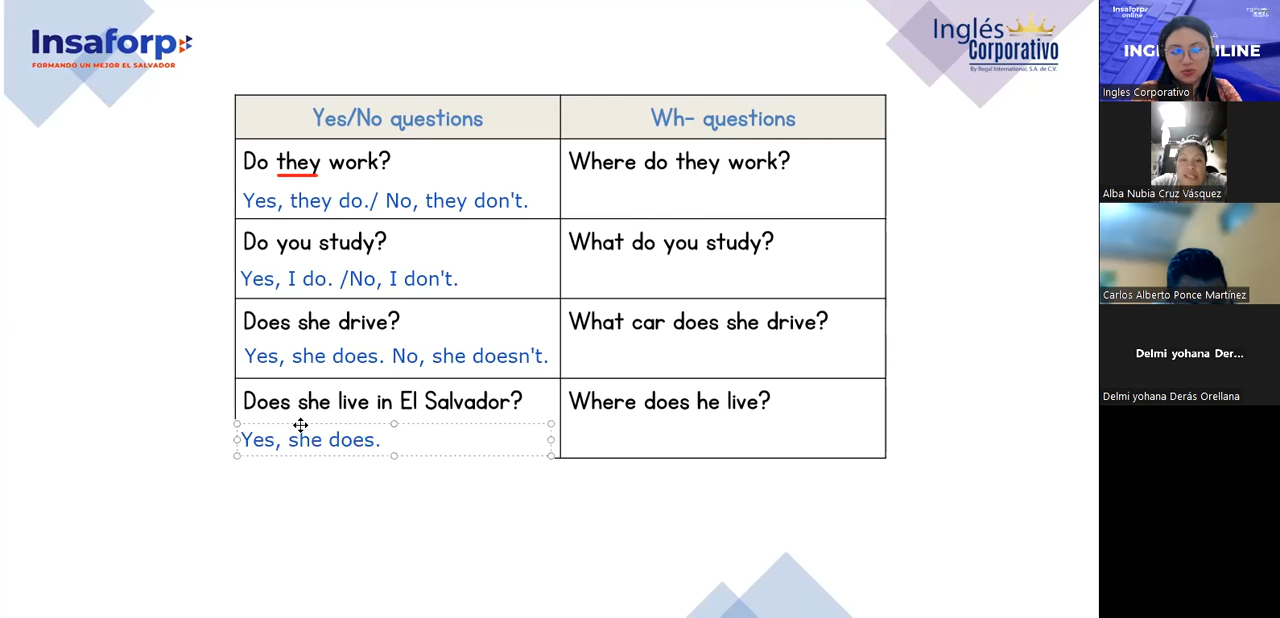 Insaforp
FORMANDO UN MEJOR EL SALVADOR
Inglés
Corporativo
By Regal International, S.A. de C.V.
Yes/No questions
Wh- questions
Do they work?
Where do they work?
Yes, they do./ No, they don't.
Do you study?
What do you study?
Yes, I do. /No, I don't.
Does she drive?
What car does she drive?
Yes, she does. No, she doesn't.
Does she live in El Salvador?
Where does he live?
Yes, she does.
Insaforp
online
ING
LINE
Ingles Corporativo
Alba Nubia Cruz Vásquez
Carlos Alberto Ponce Martínez
Delmi yohana Der...
Delmi yohana Derás Orellana